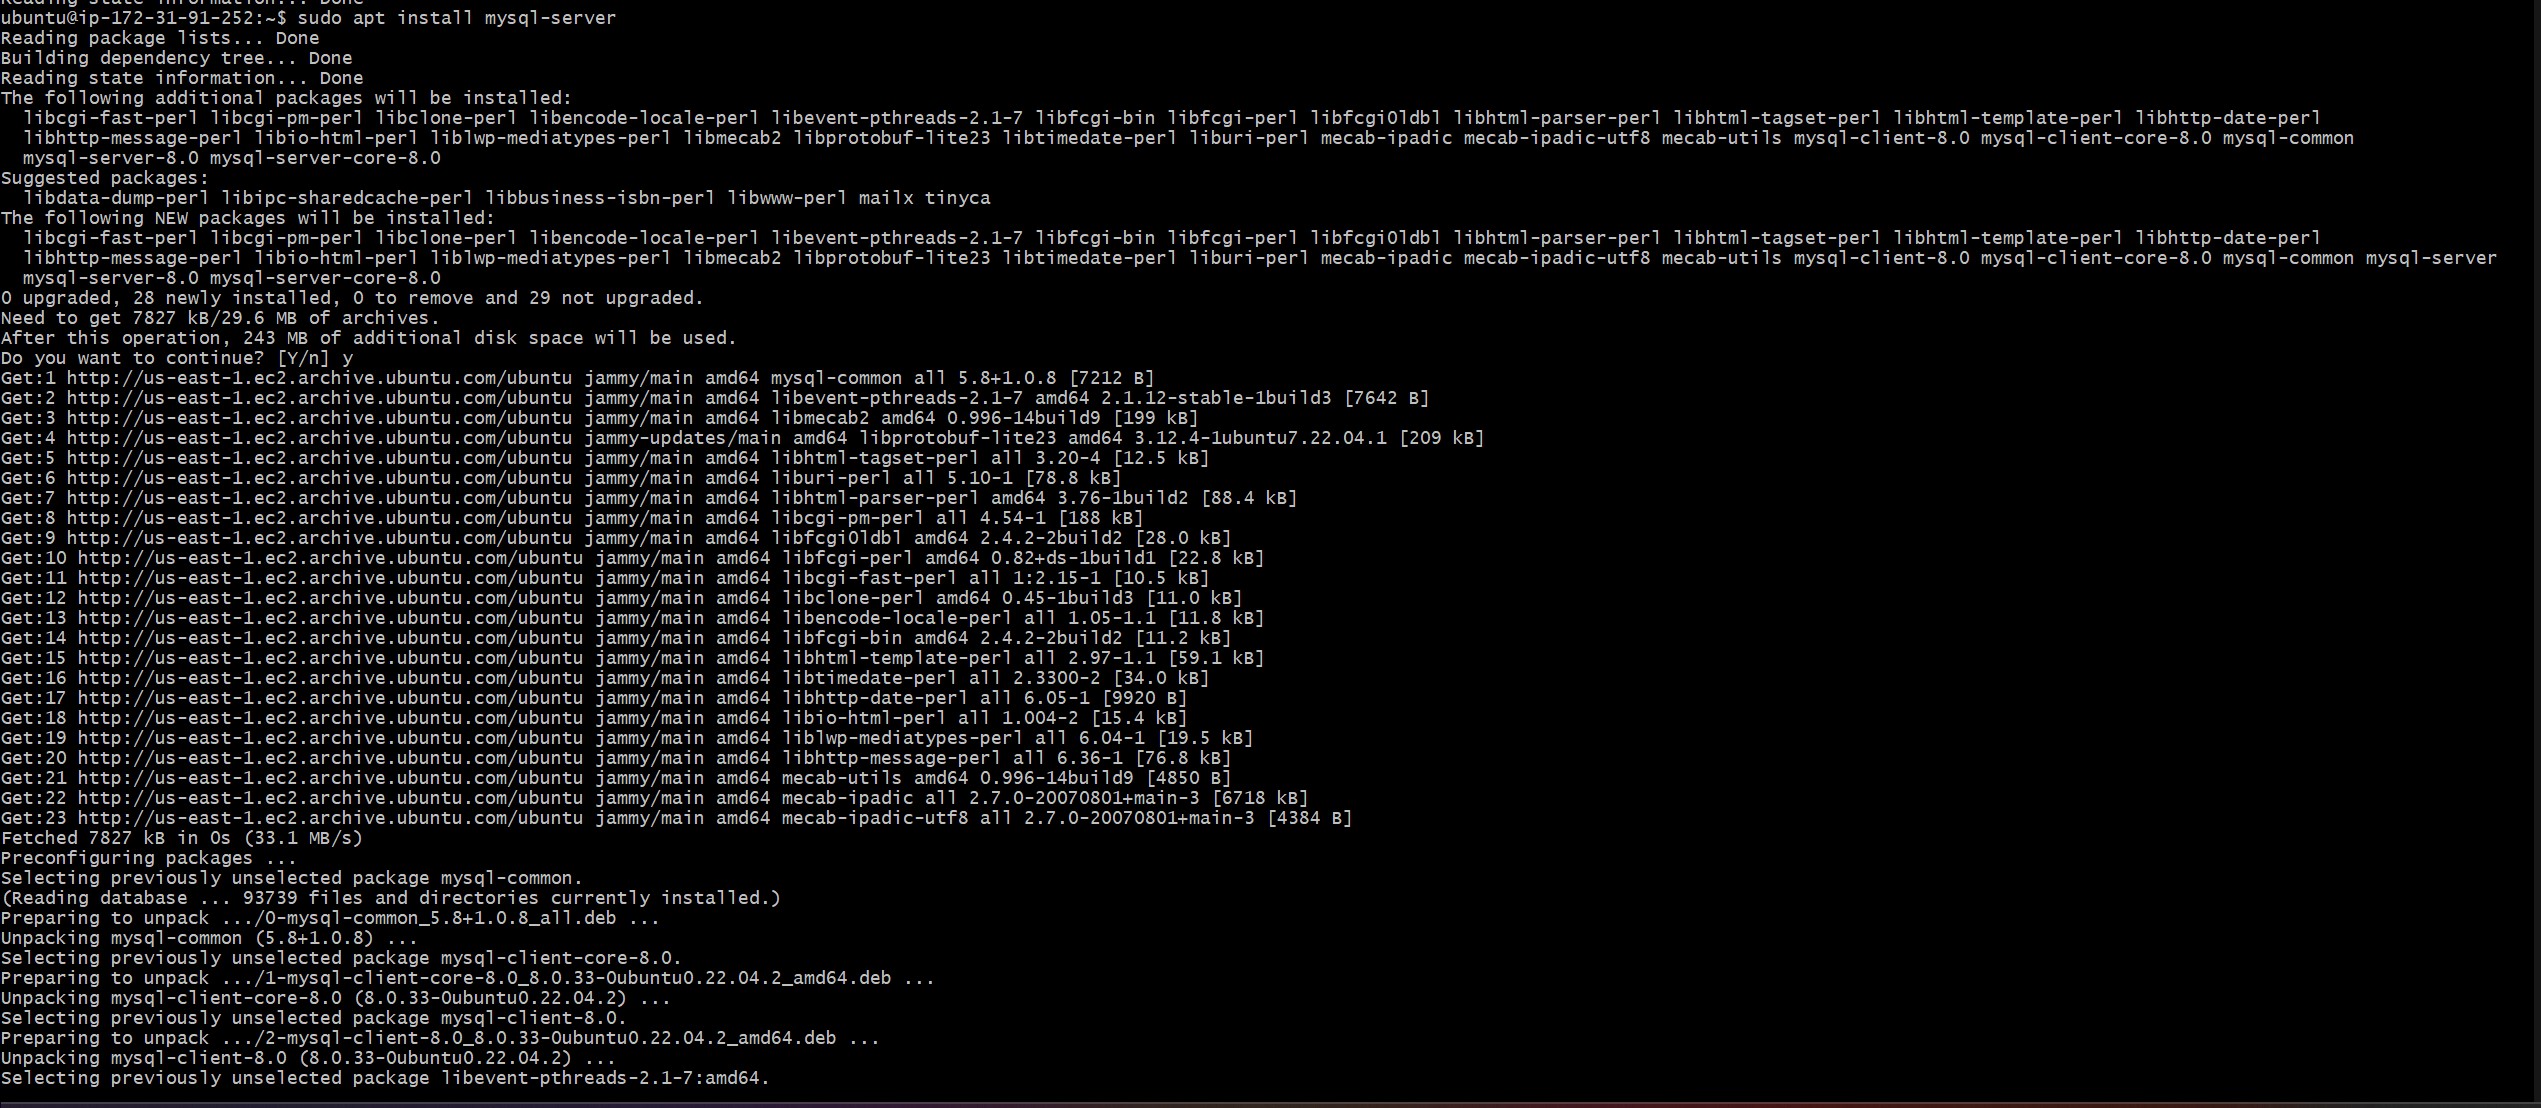 Reading state information... Done
ubuntu@ip-172-31-91-252:~$ sudo apt install mysql-server
Reading package lists... Done
Building dependency tree... Done
Reading state information... Done
The following additional packages will be installed:
  libcgi-fast-perl libcgi-pm-perl libclone-perl libencode-locale-perl libevent-pthreads-2.1-7 libfcgi-bin libfcgi-perl libfcgi0ldbl libhtml-parser-perl libhtml-tagset-perl libhtml-template-perl libhttp-date-perl
  libhttp-message-perl libio-html-perl liblwp-mediatypes-perl libmecab2 libprotobuf-lite23 libtimedate-perl liburi-perl mecab-ipadic mecab-ipadic-utf8 mecab-utils mysql-client-8.0 mysql-client-core-8.0 mysql-common
  mysql-server-8.0 mysql-server-core-8.0
Suggested packages:
  libdata-dump-perl libipc-sharedcache-perl libbusiness-isbn-perl libwww-perl mailx tinyca
The following NEW packages will be installed:
  libcgi-fast-perl libcgi-pm-perl libclone-perl libencode-locale-perl libevent-pthreads-2.1-7 libfcgi-bin libfcgi-perl libfcgi0ldbl libhtml-parser-perl libhtml-tagset-perl libhtml-template-perl libhttp-date-perl
  libhttp-message-perl libio-html-perl liblwp-mediatypes-perl libmecab2 libprotobuf-lite23 libtimedate-perl liburi-perl mecab-ipadic mecab-ipadic-utf8 mecab-utils mysql-client-8.0 mysql-client-core-8.0 mysql-common mysql-server
  mysql-server-8.0 mysql-server-core-8.0
0 upgraded, 28 newly installed, 0 to remove and 29 not upgraded.
Need to get 7827 kB/29.6 MB of archives.
After this operation, 243 MB of additional disk space will be used.
Do you want to continue? [Y/n] y
Get:1 http://us-east-1.ec2.archive.ubuntu.com/ubuntu jammy/main amd64 mysql-common all 5.8+1.0.8 [7212 B]
Get:2 http://us-east-1.ec2.archive.ubuntu.com/ubuntu jammy/main amd64 libevent-pthreads-2.1-7 amd64 2.1.12-stable-1build3 [7642 B]
Get:3 http://us-east-1.ec2.archive.ubuntu.com/ubuntu jammy/main amd64 libmecab2 amd64 0.996-14build9 [199 kB]
Get:4 http://us-east-1.ec2.archive.ubuntu.com/ubuntu jammy-updates/main amd64 libprotobuf-lite23 amd64 3.12.4-1ubuntu7.22.04.1 [209 kB]
Get:5 http://us-east-1.ec2.archive.ubuntu.com/ubuntu jammy/main amd64 libhtml-tagset-perl all 3.20-4 [12.5 kB]
Get:6 http://us-east-1.ec2.archive.ubuntu.com/ubuntu jammy/main amd64 liburi-perl all 5.10-1 [78.8 kB]
Get:7 http://us-east-1.ec2.archive.ubuntu.com/ubuntu jammy/main amd64 libhtml-parser-perl amd64 3.76-1build2 [88.4 kB]
Get:8 http://us-east-1.ec2.archive.ubuntu.com/ubuntu jammy/main amd64 libcgi-pm-perl all 4.54-1 [188 kB]
Get:9 http://us-east-1.ec2.archive.ubuntu.com/ubuntu jammy/main amd64 libfcgi0ldbl amd64 2.4.2-2build2 [28.0 kB]
Get:10 http://us-east-1.ec2.archive.ubuntu.com/ubuntu jammy/main amd64 libfcgi-perl amd64 0.82+ds-1build1 [22.8 kB]
Get:11 http://us-east-1.ec2.archive.ubuntu.com/ubuntu jammy/main amd64 libcgi-fast-perl all 1:2.15-1 [10.5 kB]
Get:12 http://us-east-1.ec2.archive.ubuntu.com/ubuntu jammy/main amd64 libclone-perl amd64 0.45-1build3 [11.0 kB]
Get:13 http://us-east-1.ec2.archive.ubuntu.com/ubuntu jammy/main amd64 libencode-locale-perl all 1.05-1.1 [11.8 kB]
Get:14 http://us-east-1.ec2.archive.ubuntu.com/ubuntu jammy/main amd64 libfcgi-bin amd64 2.4.2-2build2 [11.2 kB]
Get:15 http://us-east-1.ec2.archive.ubuntu.com/ubuntu jammy/main amd64 libhtml-template-perl all 2.97-1.1 [59.1 kB]
Get:16 http://us-east-1.ec2.archive.ubuntu.com/ubuntu jammy/main amd64 libtimedate-perl all 2.3300-2 [34.0 kB]
Get:17 http://us-east-1.ec2.archive.ubuntu.com/ubuntu jammy/main amd64 libhttp-date-perl all 6.05-1 [9920 B]
Get:18 http://us-east-1.ec2.archive.ubuntu.com/ubuntu jammy/main amd64 libio-html-perl all 1.004-2 [15.4 kB]
Get:19 http://us-east-1.ec2.archive.ubuntu.com/ubuntu jammy/main amd64 liblwp-mediatypes-perl all 6.04-1 [19.5 kB]
Get:20 http://us-east-1.ec2.archive.ubuntu.com/ubuntu jammy/main amd64 libhttp-message-perl all 6.36-1 [76.8 kB]
Get:21 http://us-east-1.ec2.archive.ubuntu.com/ubuntu jammy/main amd64 mecab-utils amd64 0.996-14build9 [4850 B]
Get:22 http://us-east-1.ec2.archive.ubuntu.com/ubuntu jammy/main amd64 mecab-ipadic all 2.7.0-20070801+main-3 [6718 kB]
Get:23 http://us-east-1.ec2.archive.ubuntu.com/ubuntu jammy/main amd64 mecab-ipadic-utf8 all 2.7.0-20070801+main-3 [4384 B]
Fetched 7827 kB in 0s (33.1 MB/s)
Preconfiguring packages ...
Selecting previously unselected package mysql-common.
(Reading database ... 93739 files and directories currently installed.)
Preparing to unpack .../0-mysql-common_5.8+1.0.8_all.deb ...
Unpacking mysql-common (5.8+1.0.8) ...
Selecting previously unselected package mysql-client-core-8.0.
Preparing to unpack .../1-mysql-client-core-8.0_8.0.33-0ubuntu0.22.04.2_amd64.deb ...
Unpacking mysql-client-core-8.0 (8.0.33-0ubuntu0.22.04.2) ...
Selecting previously unselected package mysql-client-8.0.
Preparing to unpack .../2-mysql-client-8.0_8.0.33-0ubuntu0.22.04.2_amd64.deb ...
Unpacking mysql-client-8.0 (8.0.33-0ubuntu0.22.04.2) ...
Selecting previously unselected package libevent-pthreads-2.1-7:amd64.